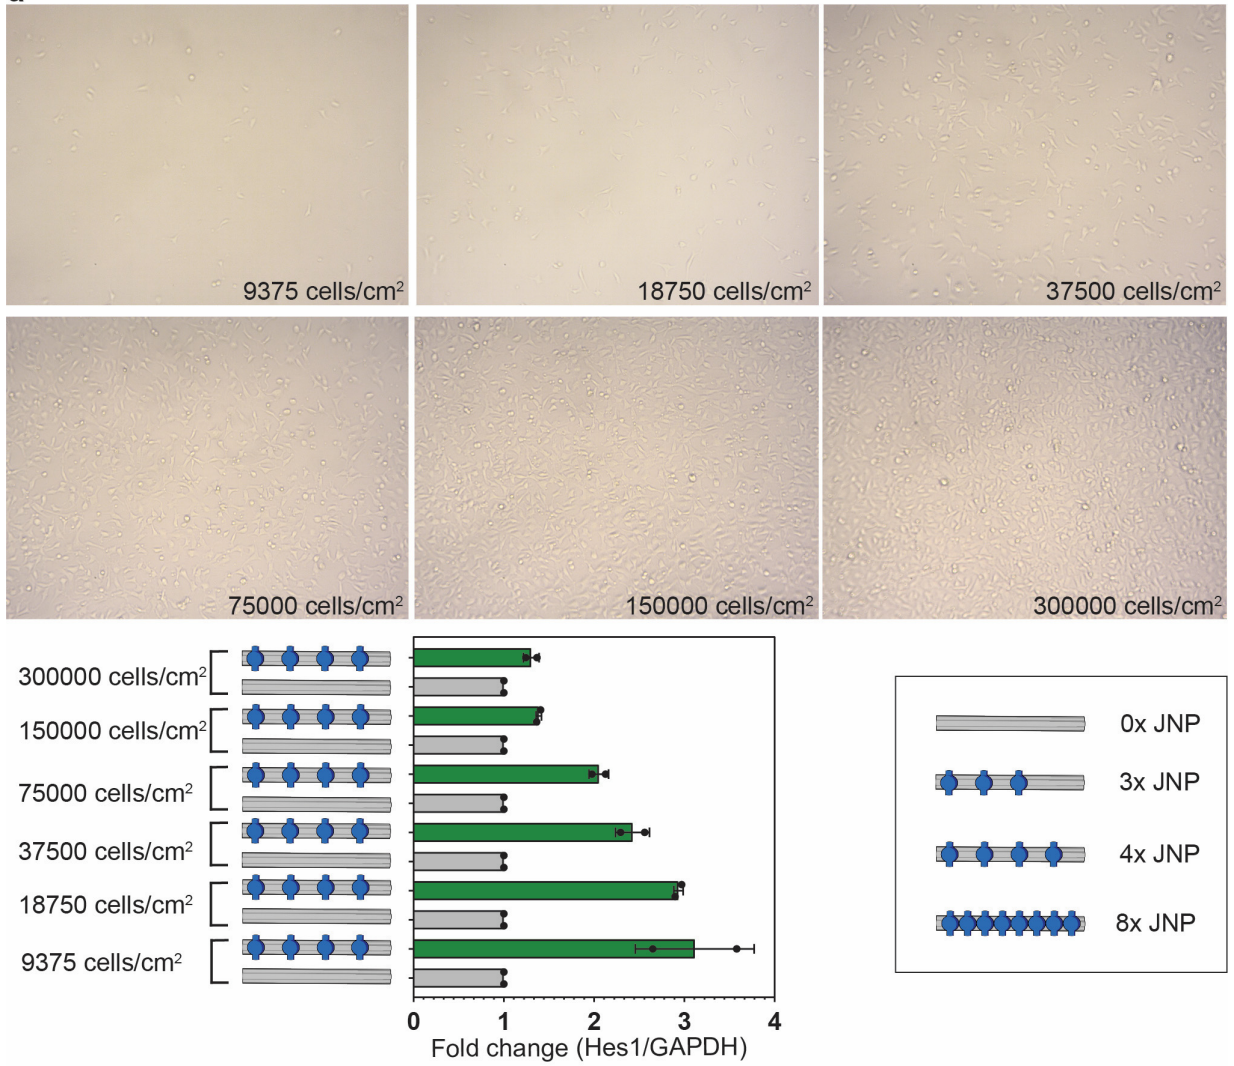 9375 cells/cm²
18750 cells/cm²
37500 cells/cm²
75000 cells/cm²
150000 cells/cm²
300000 cells/cm²
300000 cells/cm²
150000 cells/cm²
75000 cells/cm²
37500 cells/cm²
18750 cells/cm²
9375 cells/cm²
0 1 2 3 4
Fold change (Hes1/GAPDH)
0x JNP
3x JNP
4x JNP
8x JNP